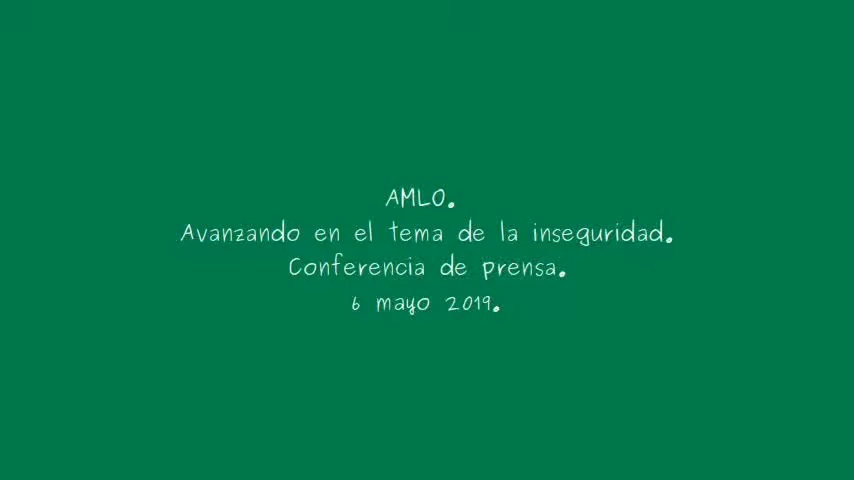 AMLO.
Avanzando en el tema de la inseguridad.
Conferencia de prensa.
6 mayo 2019.